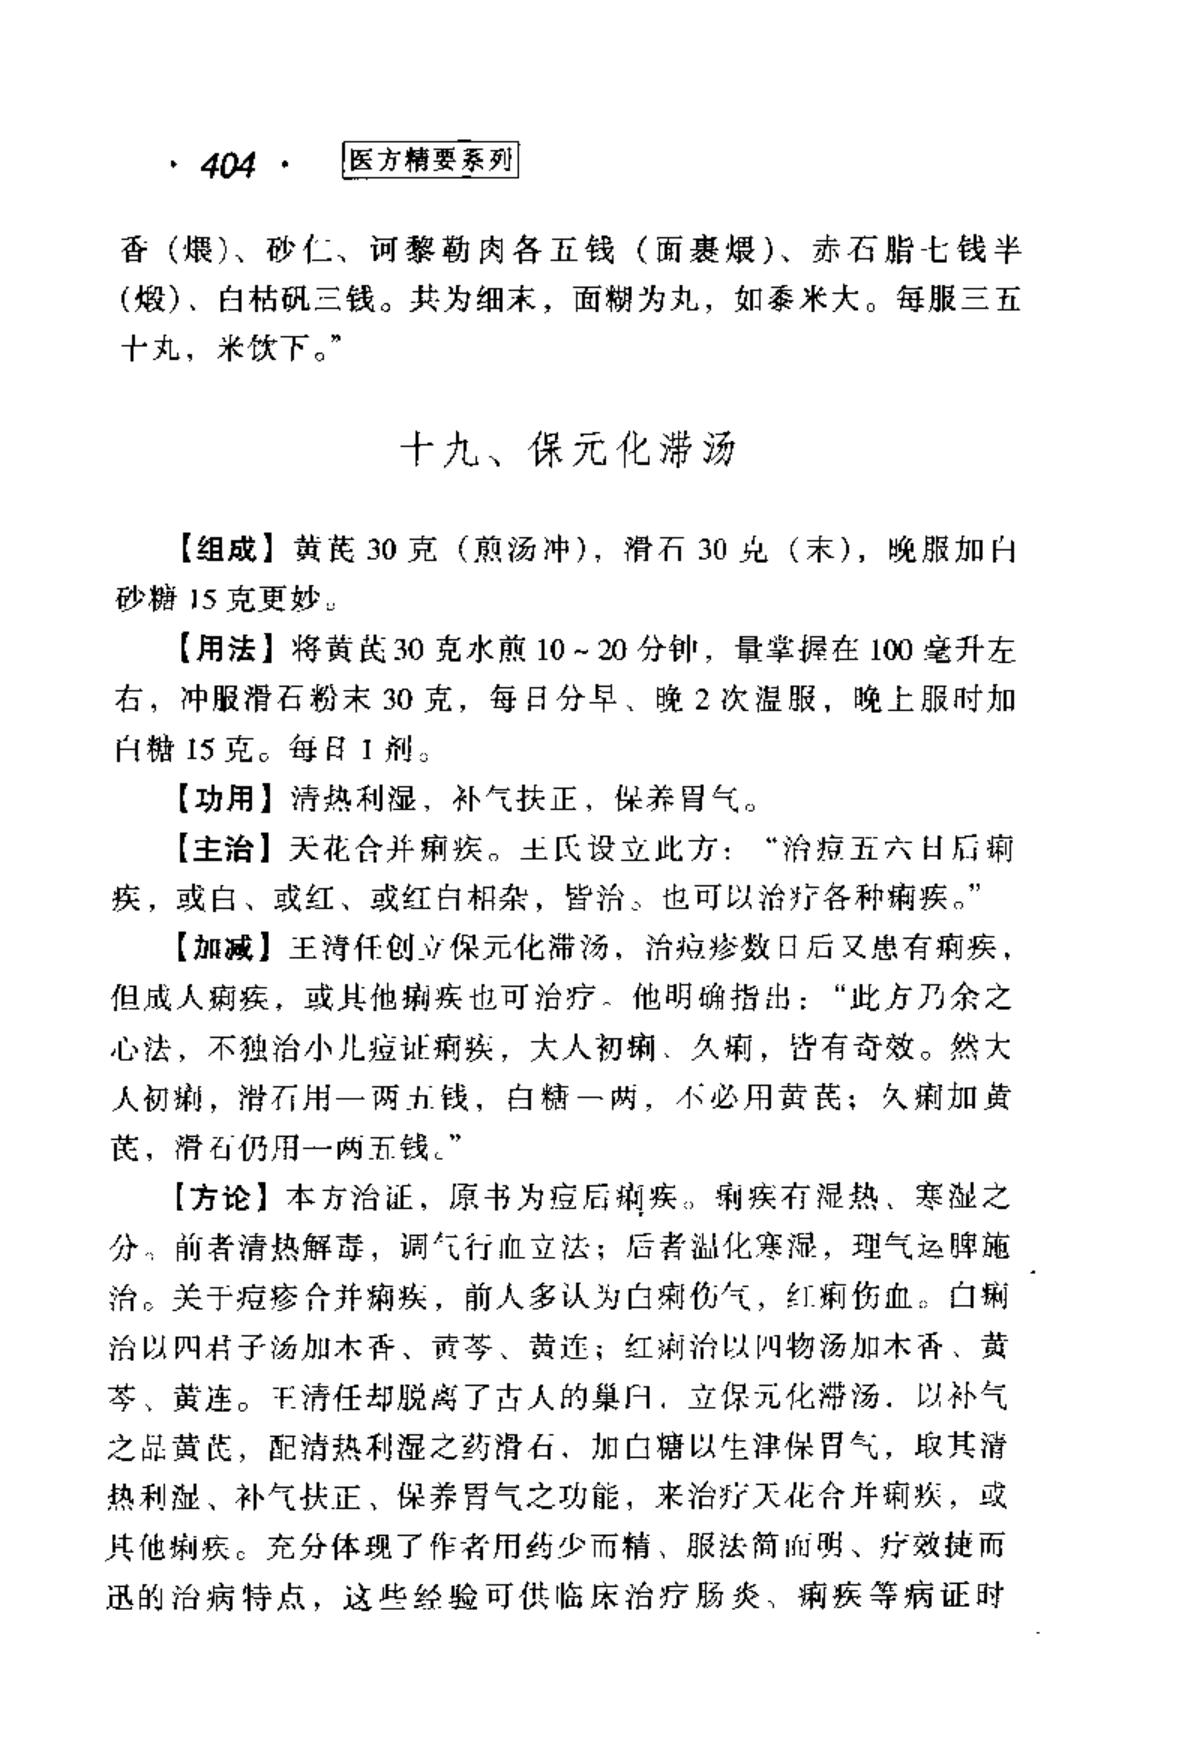 · 404 · 医方精要系列
香（煨）、砂仁、诃黎勒肉各五钱（面裹煨）、赤石脂七钱半
（煅）、白枯矾三钱。共为细末，面糊为丸，如黍米大。每服三五
十丸，米饮下。”
十九、保元化滞汤
【组成】黄芪 30 克（煎汤冲），滑石 30 克（末），晚服加白
砂糖 15 克更妙。
【用法】将黄芪 30 克水煎 10～20 分钟，量掌握在 100 毫升左
右，冲服滑石粉末 30 克，每日分早、晚 2 次温服，晚上服时加
白糖 15 克。每日 1 剂。
【功用】清热利湿，补气扶正，保养胃气。
【主治】天花合并痢疾。王氏设立此方：“治痘五六日后痢
疾，或白、或红、或红白相杂，皆治。也可以治疗各种痢疾。”
【加减】王清任创立保元化滞汤，治痘疹数日后又患有痢疾，
但成人痢疾，或其他痢疾也可治疗。他明确指出：“此方乃余之
心法，不独治小儿痘证痢疾，大人初痢、久痢，皆有奇效。然大
人初痢，滑石用一两五钱，白糖一两，不必用黄芪；久痢加黄
芪，滑石仍用一两五钱。”
【方论】本方治证，原书为痘后痢疾。痢疾有湿热、寒湿之
分。前者清热解毒，调气行血立法；后者温化寒湿，理气运脾施
治。关于痘疹合并痢疾，前人多认为白痢伤气，红痢伤血。白痢
治以四君子汤加木香、黄芩、黄连；红痢治以四物汤加木香、黄
芩、黄连。王清任却脱离了古人的巢臼，立保元化滞汤，以补气
之品黄芪，配清热利湿之药滑石，加白糖以生津保胃气，取其清
热利湿、补气扶正、保养胃气之功能，来治疗天花合并痢疾，或
其他痢疾。充分体现了作者用药少而精、服法简而明、疗效捷而
迅的治病特点，这些经验可供临床治疗肠炎、痢疾等病证时